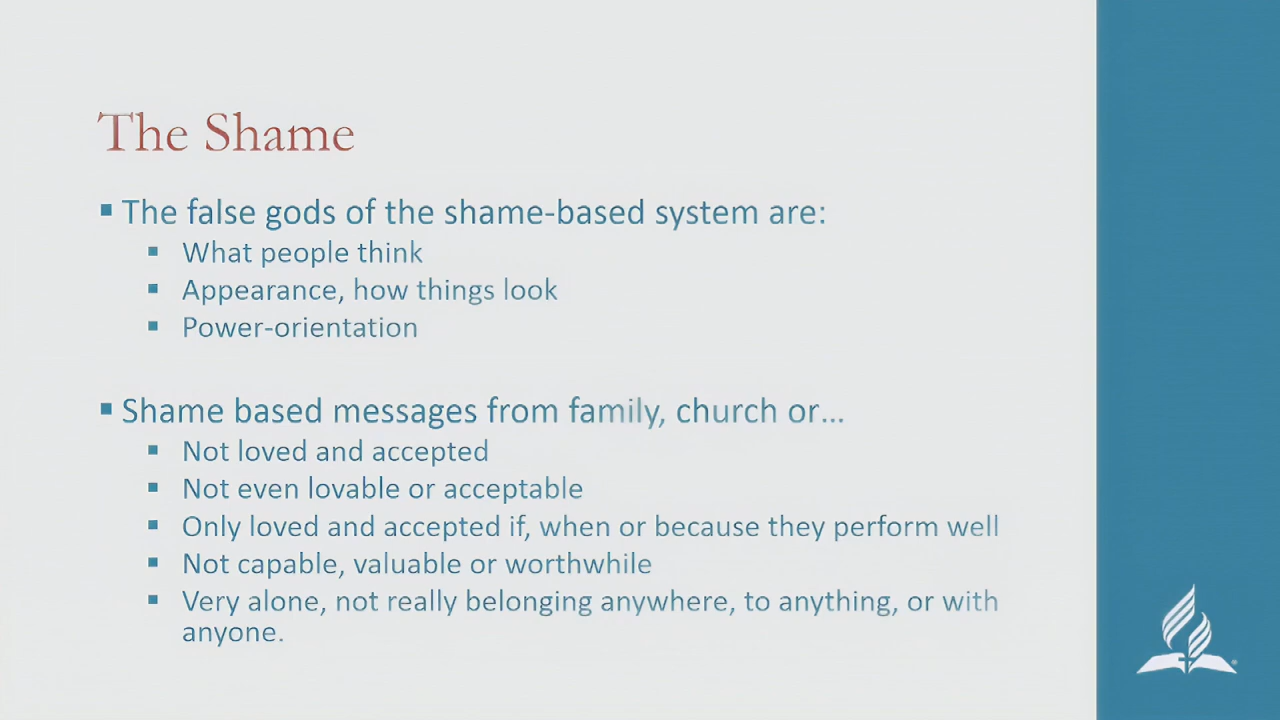 The Shame
▪ The false gods of the shame-based system are:
▪ What people think
▪ Appearance, how things look
▪ Power-orientation
▪ Shame based messages from family, church or…
▪ Not loved and accepted
▪ Not even lovable or acceptable
▪ Only loved and accepted if, when or because they perform well
▪ Not capable, valuable or worthwhile
▪ Very alone, not really belonging anywhere, to anything, or with
anyone.